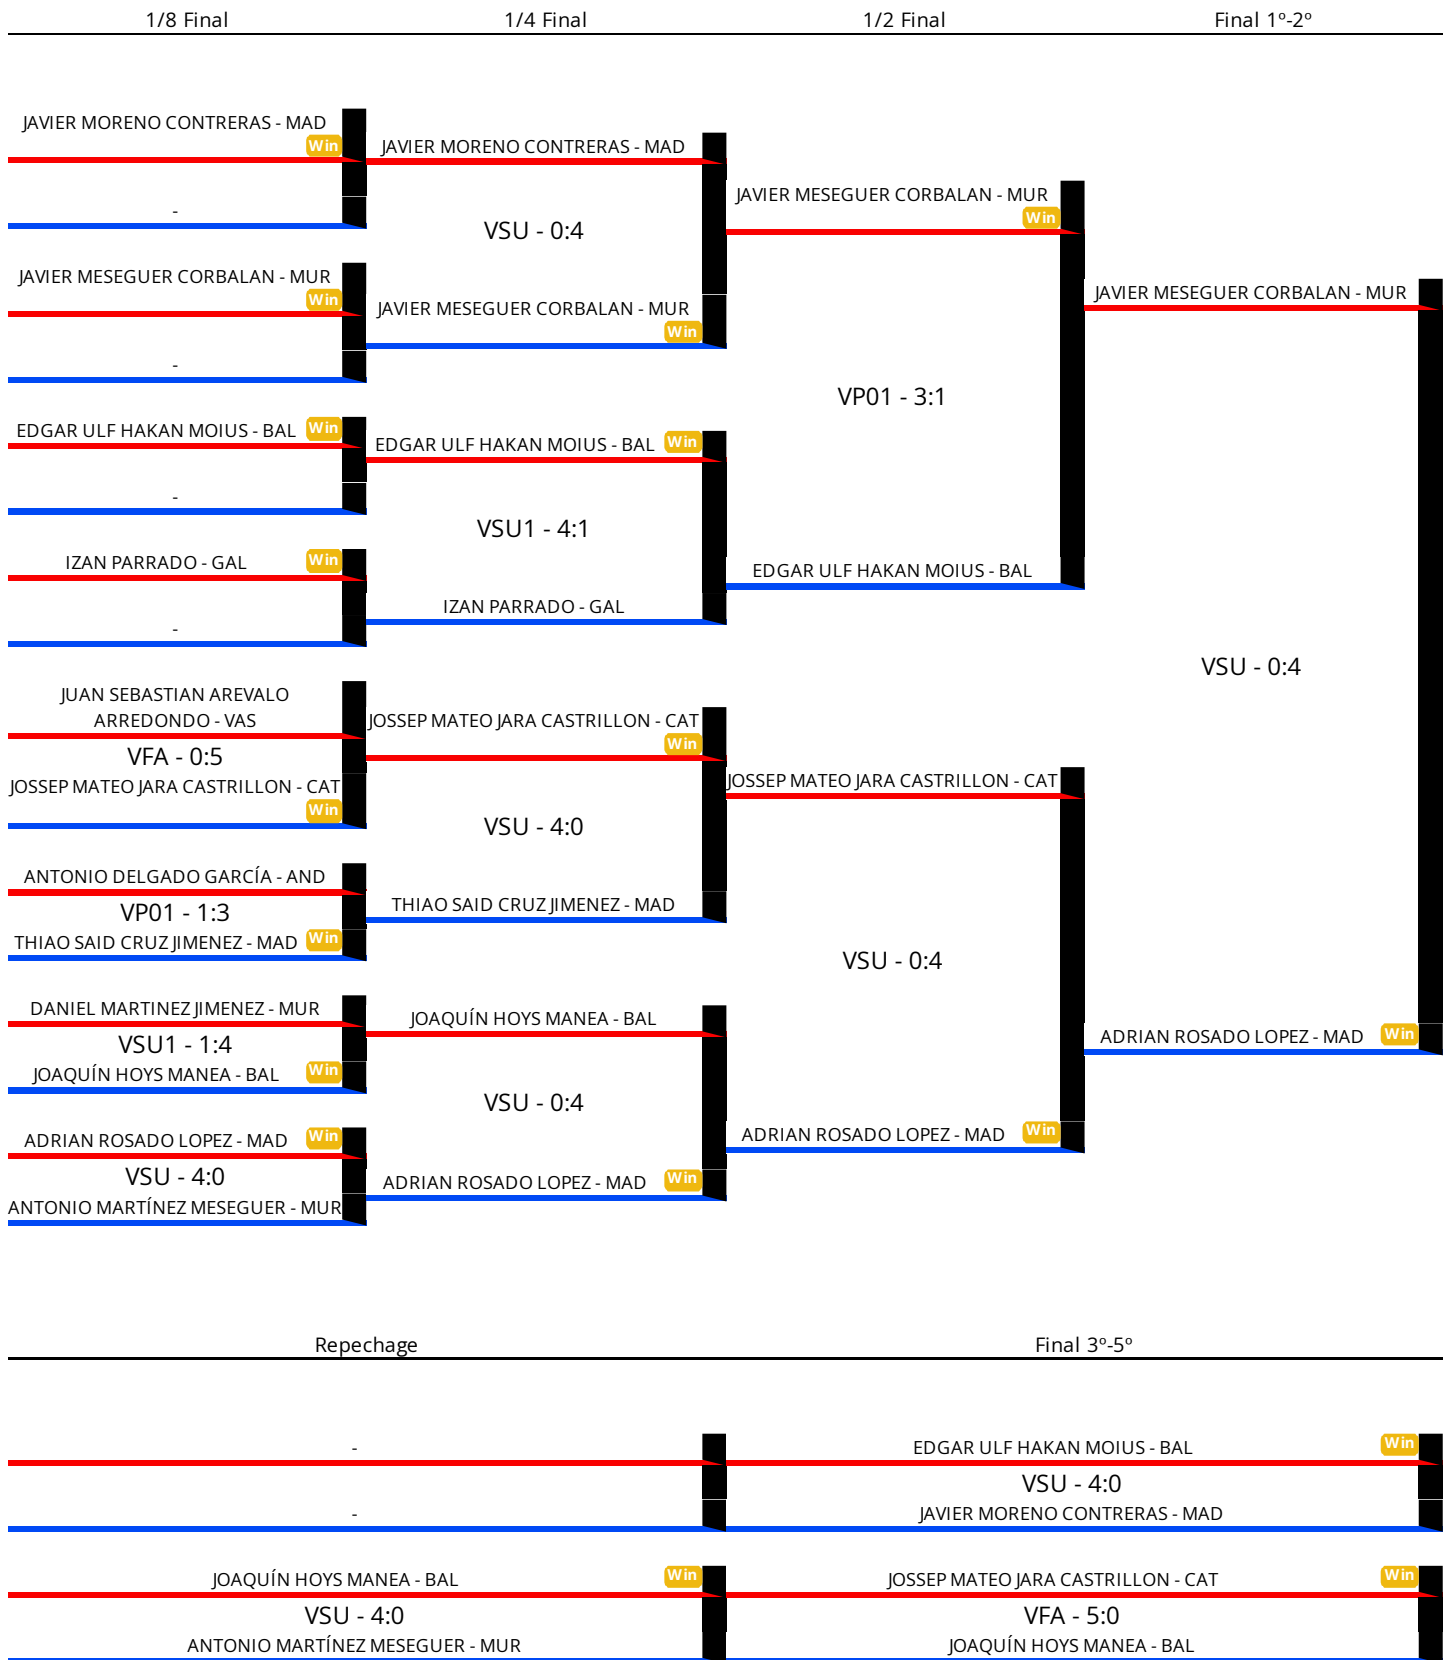 1/8 Final
1/4 Final
1/2 Final
Final 1º-2º
JAVIER MORENO CONTRERAS - MAD
Win
-
JAVIER MESEGUER CORBALAN - MUR
Win
-
EDGAR ULF HAKAN MOIUS - BAL
Win
-
IZAN PARRADO - GAL
Win
-
JUAN SEBASTIAN AREVALO
ARREDONDO - VAS
VFA - 0:5
JOSSEP MATEO JARA CASTRILLON - CAT
Win
ANTONIO DELGADO GARCÍA - AND
VP01 - 1:3
THIAO SAID CRUZ JIMENEZ - MAD
Win
DANIEL MARTINEZ JIMENEZ - MUR
VSU1 - 1:4
JOAQUÍN HOYS MANEA - BAL
Win
ADRIAN ROSADO LOPEZ - MAD
Win
VSU - 4:0
ANTONIO MARTÍNEZ MESEGUER - MUR
JAVIER MORENO CONTRERAS - MAD
VSU - 0:4
JAVIER MESEGUER CORBALAN - MUR
Win
EDGAR ULF HAKAN MOIUS - BAL
Win
VSU1 - 4:1
IZAN PARRADO - GAL
JOSSEP MATEO JARA CASTRILLON - CAT
Win
VSU - 4:0
THIAO SAID CRUZ JIMENEZ - MAD
JOAQUÍN HOYS MANEA - BAL
VSU - 0:4
ADRIAN ROSADO LOPEZ - MAD
Win
JAVIER MESEGUER CORBALAN - MUR
Win
VP01 - 3:1
EDGAR ULF HAKAN MOIUS - BAL
JOSSEP MATEO JARA CASTRILLON - CAT
VSU - 0:4
ADRIAN ROSADO LOPEZ - MAD
Win
JAVIER MESEGUER CORBALAN - MUR
VSU - 0:4
ADRIAN ROSADO LOPEZ - MAD
Win
Repechage
Final 3º-5º
-
-
JOAQUÍN HOYS MANEA - BAL
Win
VSU - 4:0
ANTONIO MARTÍNEZ MESEGUER - MUR
EDGAR ULF HAKAN MOIUS - BAL
Win
VSU - 4:0
JAVIER MORENO CONTRERAS - MAD
JOSSEP MATEO JARA CASTRILLON - CAT
Win
VFA - 5:0
JOAQUÍN HOYS MANEA - BAL